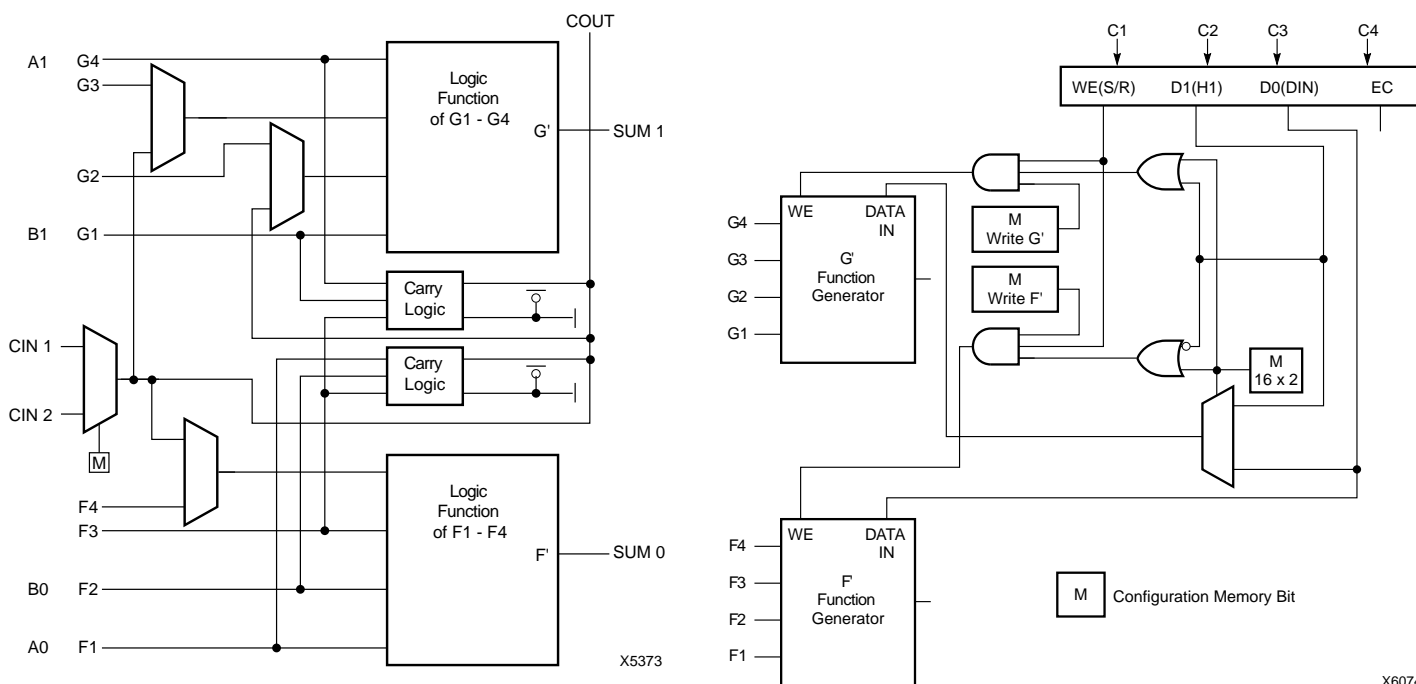 COUT
A1 G4
G3
G2
B1 G1
Logic
Function
of G1 - G4
G'
SUM 1
Carry
Logic
Carry
Logic
CIN 1
CIN 2
M
F4
F3
B0 F2
A0 F1
Logic
Function
of F1 - F4
F'
SUM 0
X5373
C1 C2 C3 C4
WE(S/R) D1(H1) D0(DIN) EC
G4
G3
G2
G1
WE DATA
IN
G'
Function
Generator
M
Write G'
M
Write F'
M
16 x 2
F4
F3
F2
F1
WE DATA
IN
F'
Function
Generator
M Configuration Memory Bit